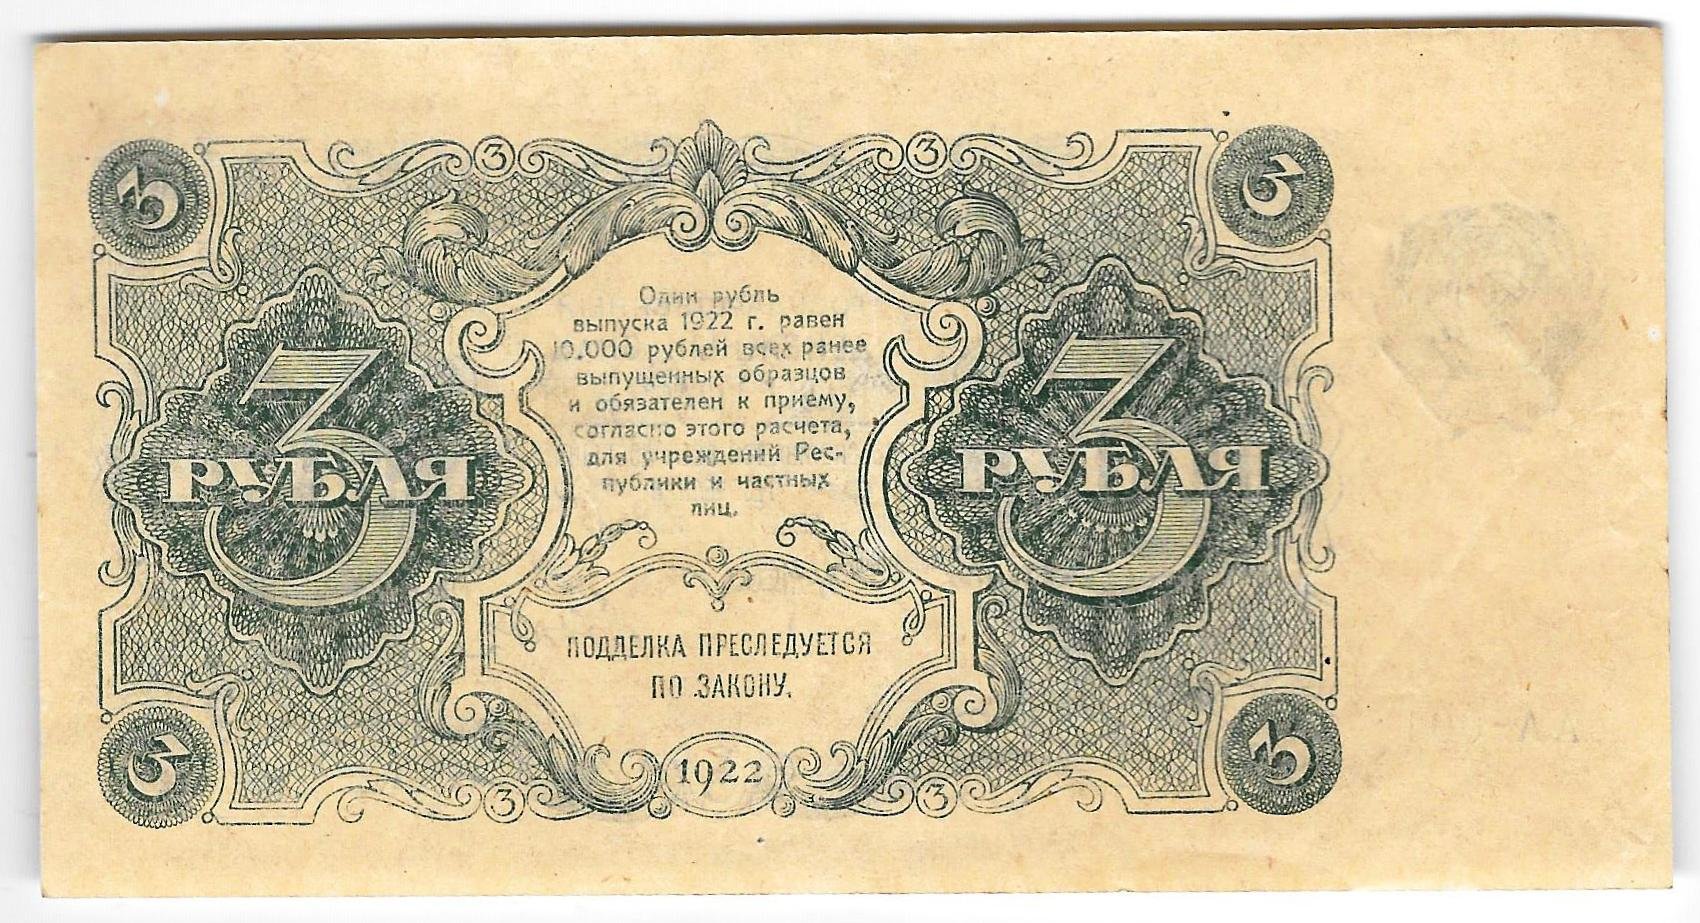 3 3 3 3
Один рубль
выпуска 1922 г. равен
10.000 рублей всех ранее
выпущенных образцов
и обязателен к приему,
согласно этого расчета,
для учреждений Рес-
публики и частных
лиц.
3 3
РУБЛЯ РУБЛЯ
ПОДДЕЛКА ПРЕСЛЕДУЕТСЯ
ПО ЗАКОНУ.
3 3 1922 3 3